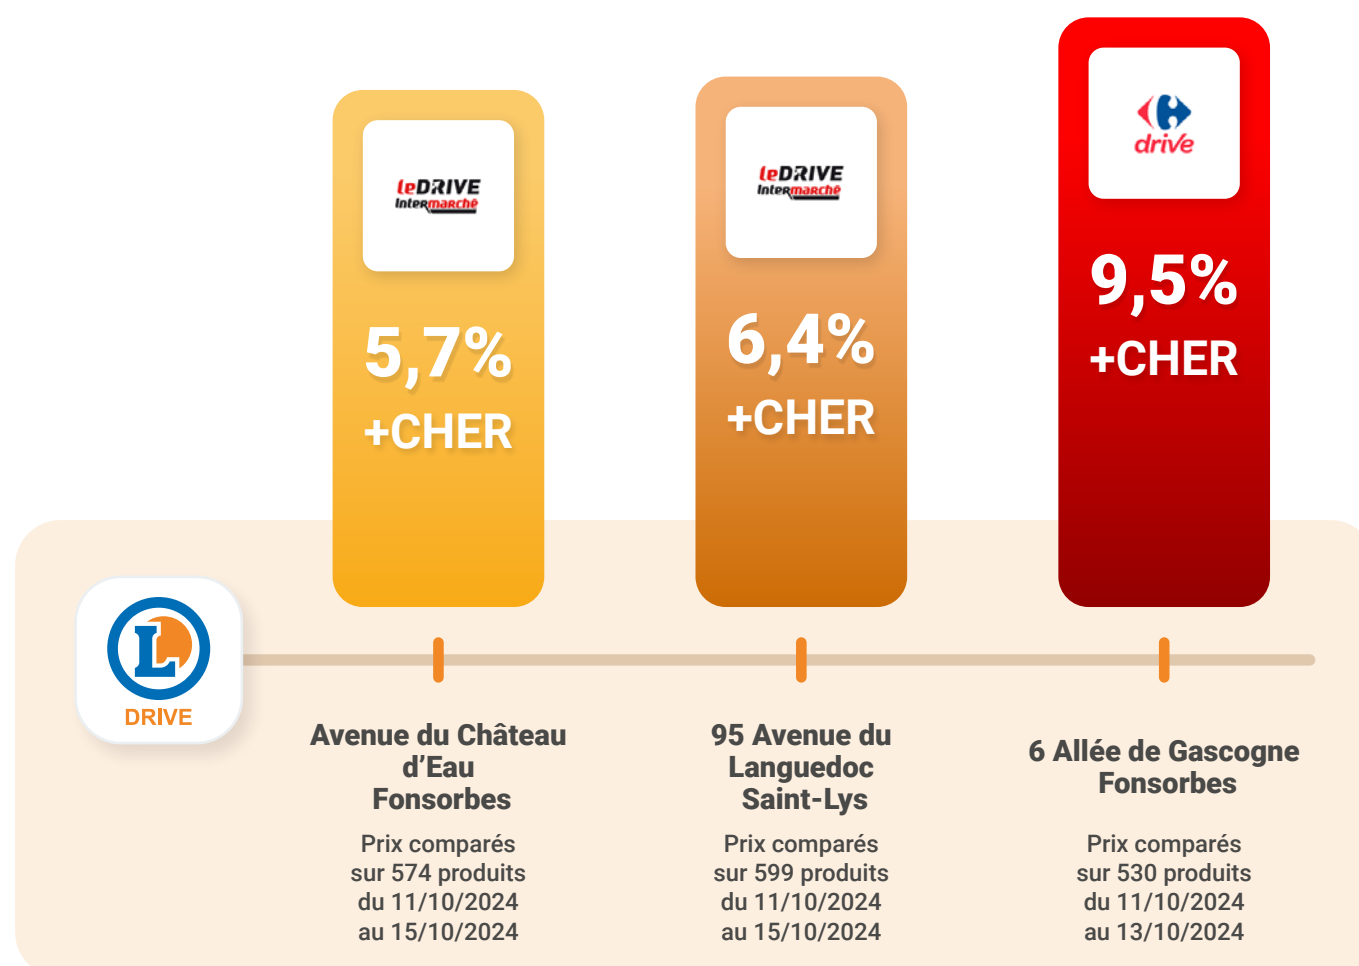 leDRIVE
Intermarché
5,7%
+CHER
leDRIVE
Intermarché
6,4%
+CHER
drive
9,5%
+CHER
L
DRIVE
Avenue du Château
d'Eau
Fonsorbes
Prix comparés
sur 574 produits
du 11/10/2024
au 15/10/2024
95 Avenue du
Languedoc
Saint-Lys
Prix comparés
sur 599 produits
du 11/10/2024
au 15/10/2024
6 Allée de Gascogne
Fonsorbes
Prix comparés
sur 530 produits
du 11/10/2024
au 13/10/2024